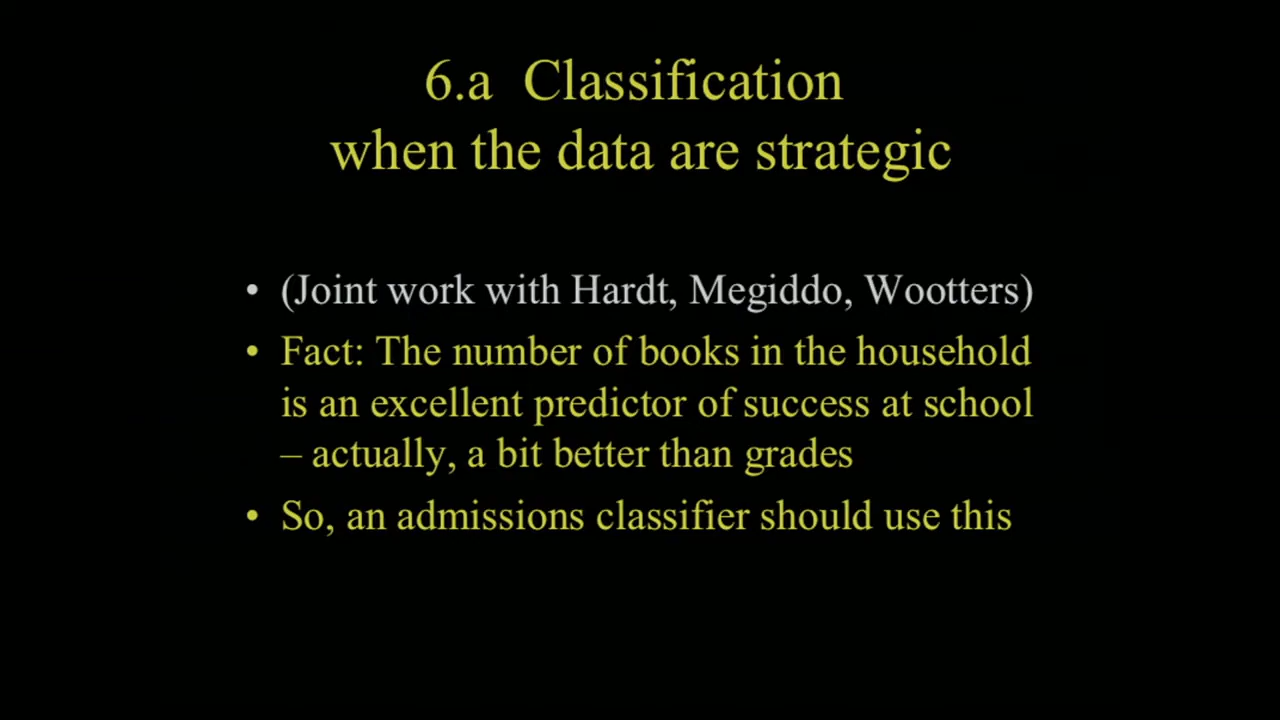 6.a Classification
when the data are strategic
• (Joint work with Hardt, Megiddo, Wootters)
• Fact: The number of books in the household
is an excellent predictor of success at school
– actually, a bit better than grades
• So, an admissions classifier should use this